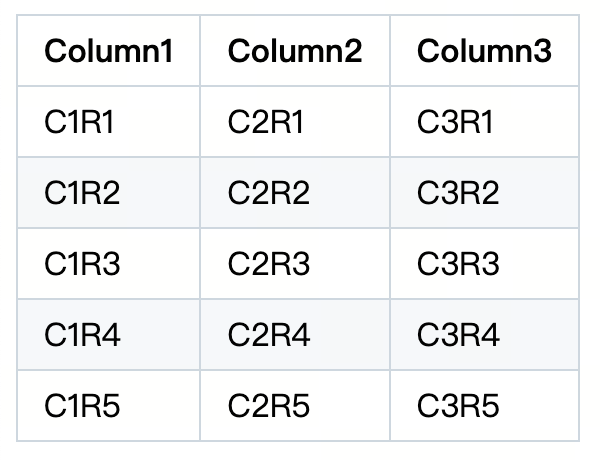 Column1 Column2 Column3
C1R1 C2R1 C3R1
C1R2 C2R2 C3R2
C1R3 C2R3 C3R3
C1R4 C2R4 C3R4
C1R5 C2R5 C3R5